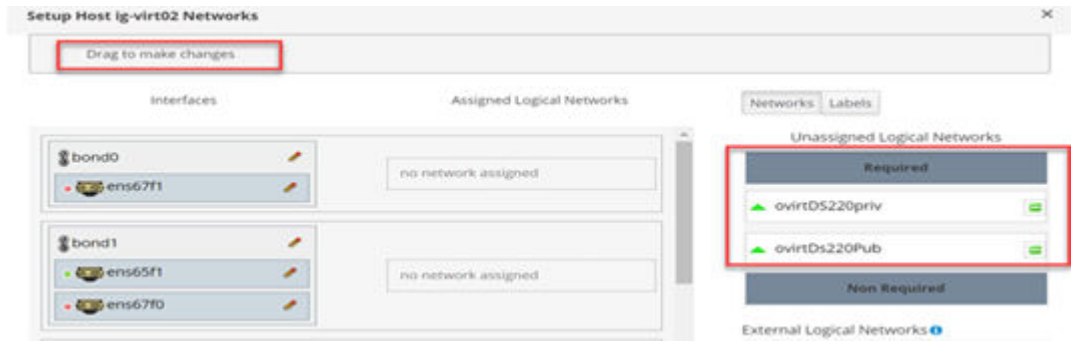 Setup Host ig-virt02 Networks
Drag to make changes
Interfaces
Assigned Logical Networks
Networks
Labels
Unassigned Logical Networks
bond0
ens67f1
no network assigned
Required
ovirtDS220priv
ovirtDs220Pub
bond1
ens65f1
ens67f0
no network assigned
Non Required
External Logical Networks